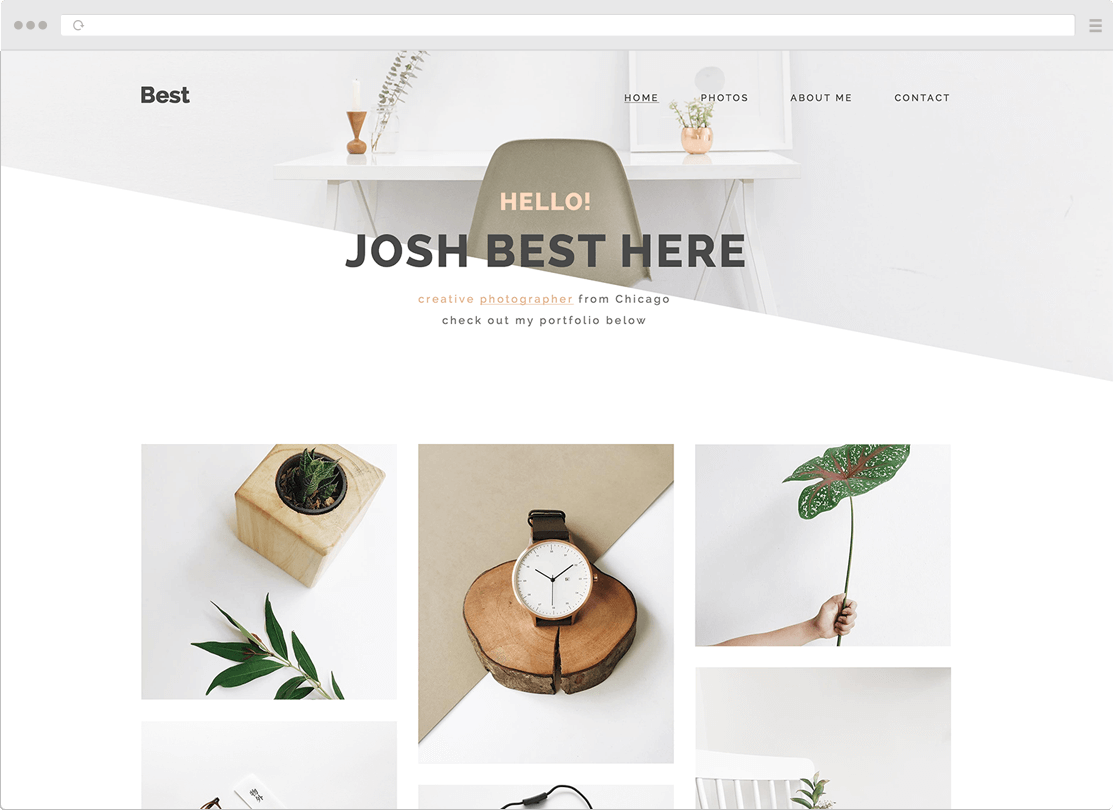 Best
HOME PHOTOS ABOUT ME CONTACT
HELLO!
JOSH BEST HERE
creative photographer from Chicago
check out my portfolio below